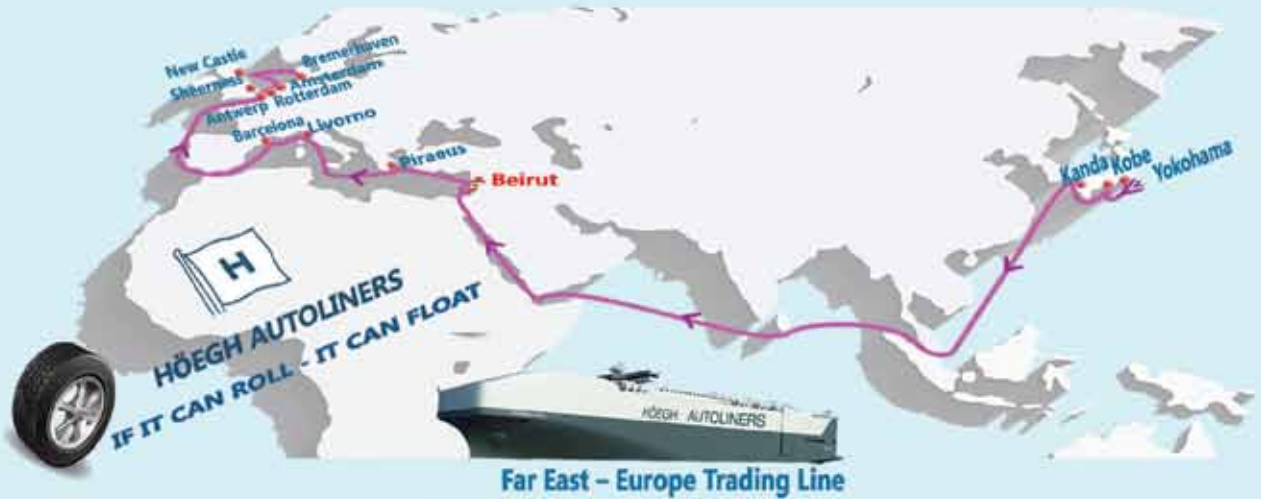 New Castle
Bremerhaven
Sheerness
Amsterdam
Antwerp Rotterdam
Barcelona
Livorno
Piraeus
Beirut
Kanda
Kobe
Yokohama
H
HÖEGH AUTOLINERS
IF IT CAN ROLL - IT CAN FLOAT
HÖEGH AUTOLINERS
Far East – Europe Trading Line